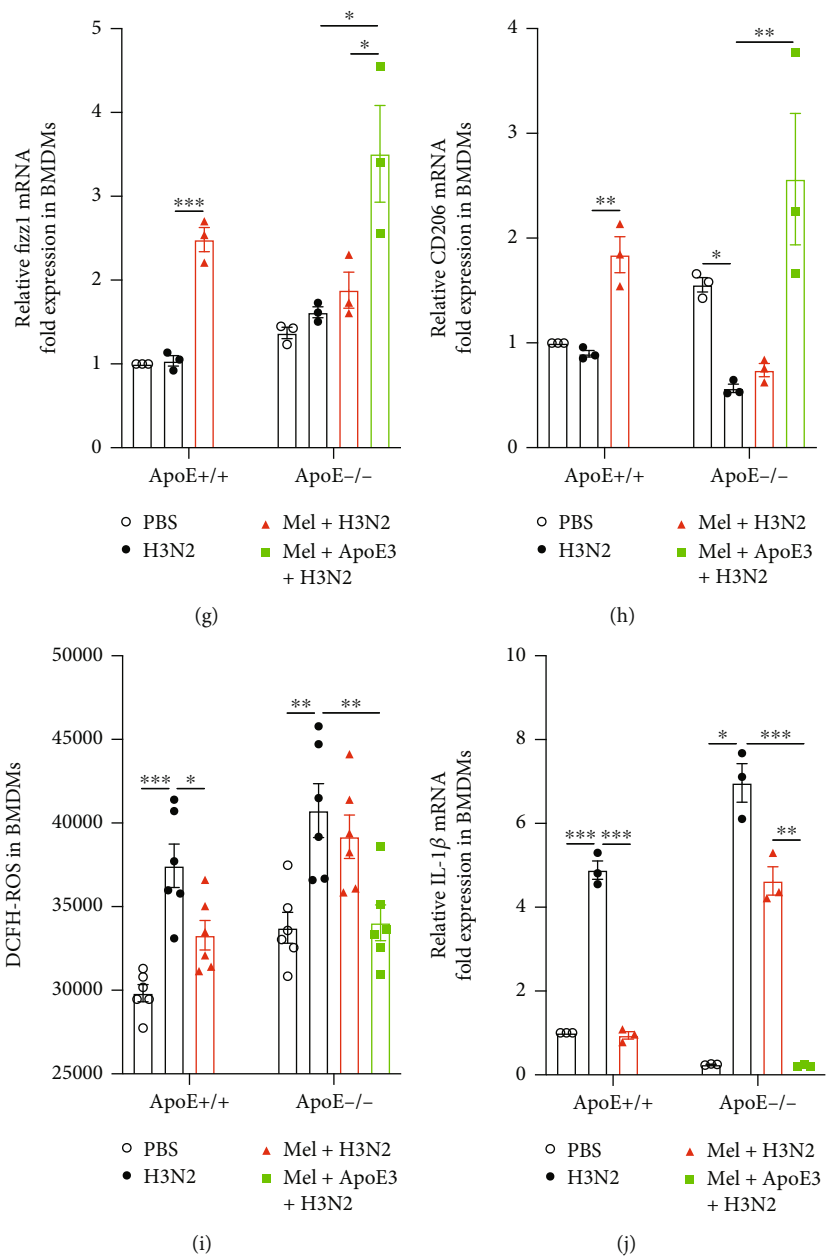 Relative fizz1 mRNA
fold expression in BMDMs
5
4
3
2
1
0
***
*
*
ApoE+/+
ApoE−/−
PBS
H3N2
Mel + H3N2
Mel + ApoE3
+ H3N2
(g)
Relative CD206 mRNA
fold expression in BMDMs
4
3
2
1
0
**
*
**
ApoE+/+
ApoE−/−
PBS
H3N2
Mel + H3N2
Mel + ApoE3
+ H3N2
(h)
DCFH-ROS in BMDMs
50000
45000
40000
35000
30000
25000
***
*
**
**
ApoE+/+
ApoE−/−
PBS
H3N2
Mel + H3N2
Mel + ApoE3
+ H3N2
(i)
Relative IL-1β mRNA
fold expression in BMDMs
10
8
6
4
2
0
***
***
*
***
**
ApoE+/+
ApoE−/−
PBS
H3N2
Mel + H3N2
Mel + ApoE3
+ H3N2
(j)